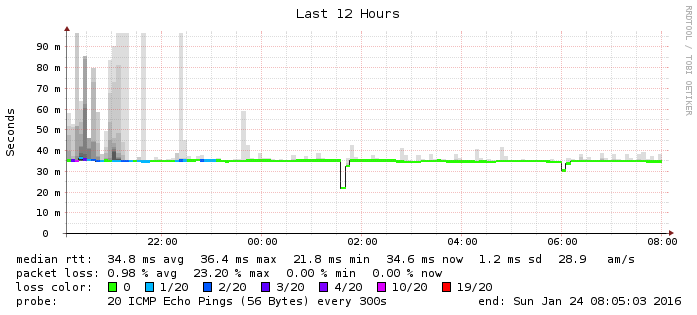 Last 12 Hours
RRDTOOL / TOBI OETIKER
Seconds
90 m
80 m
70 m
60 m
50 m
40 m
30 m
20 m
10 m
0
22:00 00:00 02:00 04:00 06:00 08:00
median rtt: 34.8 ms avg 36.4 ms max 21.8 ms min 34.6 ms now 1.2 ms sd 28.9 am/s
packet loss: 0.98 % avg 23.20 % max 0.00 % min 0.00 % now
loss color: 0 1/20 2/20 3/20 4/20 10/20 19/20
probe: 20 ICMP Echo Pings (56 Bytes) every 300s end: Sun Jan 24 08:05:03 2016